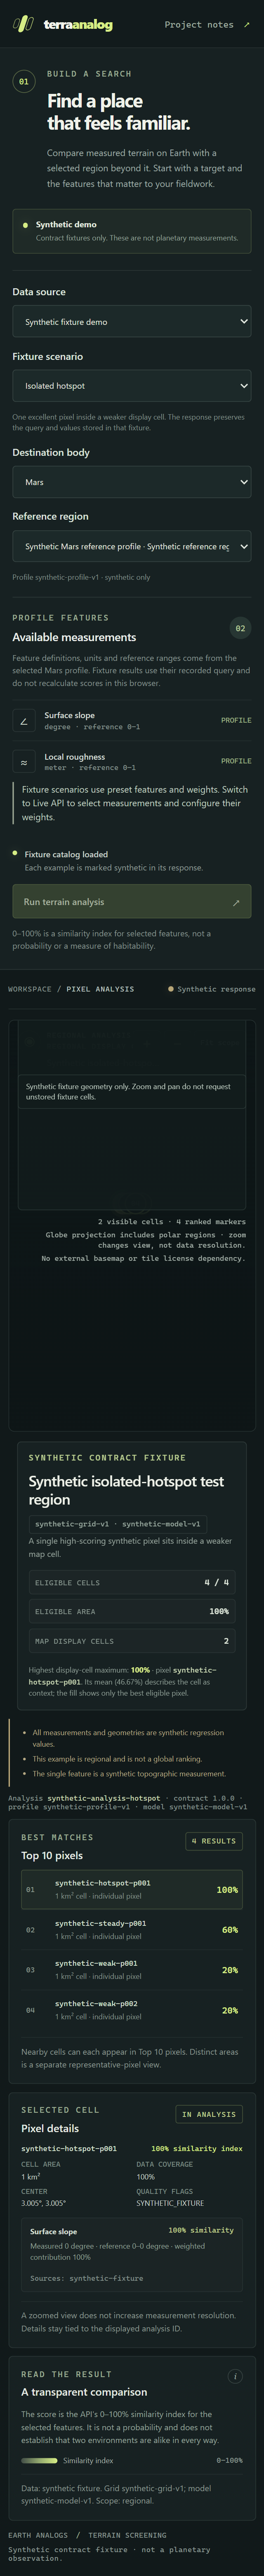 terraanalog
Project notes ↗
01
BUILD A SEARCH
Find a place
that feels familiar.
Compare measured terrain on Earth with a
selected region beyond it. Start with a target and
the features that matter to your fieldwork.
Synthetic demo
Contract fixtures only. These are not planetary measurements.
Data source
Synthetic fixture demo
Fixture scenario
Isolated hotspot
One excellent pixel inside a weaker display cell. The response preserves
the query and values stored in that fixture.
Destination body
Mars
Reference region
Synthetic Mars reference profile · Synthetic reference
Profile synthetic-profile-v1 · synthetic only
PROFILE FEATURES
02
Available measurements
Feature definitions, units and reference ranges come from the
selected Mars profile. Fixture results use their recorded query and
do not recalculate scores in this browser.
∠
Surface slope
degree · reference 0–1
PROFILE
≈
Local roughness
meter · reference 0–1
PROFILE
Fixture scenarios use preset features and weights. Switch
to Live API to select measurements and configure their
weights.
Fixture catalog loaded
Each example is marked synthetic in its response.
Run terrain analysis ↗
0–100% is a similarity index for selected features, not a
probability or a measure of habitability.
WORKSPACE / PIXEL ANALYSIS
Synthetic response
Synthetic fixture geometry only. Zoom and pan do not request
unstored fixture cells.
2 visible cells · 4 ranked markers
Globe projection includes polar regions · zoom
changes view, not data resolution.
No external basemap or tile license dependency.
SYNTHETIC CONTRACT FIXTURE
Synthetic isolated-hotspot test
region
synthetic-grid-v1 · synthetic-model-v1
A single high-scoring synthetic pixel sits inside a weaker
map cell.
ELIGIBLE CELLS 4 / 4
ELIGIBLE AREA 100%
MAP DISPLAY CELLS 2
Highest display-cell maximum: 100% · pixel synthetic-
hotspot-p001. Its mean (46.67%) describes the cell as
context; the fill shows only the best eligible pixel.
All measurements and geometries are synthetic regression
values.
This example is regional and is not a global ranking.
The single feature is a synthetic topographic measurement.
Analysis synthetic-analysis-hotspot · contract 1.0.0 ·
profile synthetic-profile-v1 · model synthetic-model-v1
BEST MATCHES
4 RESULTS
Top 10 pixels
01
synthetic-hotspot-p001
1 km² cell · individual pixel
100%
02
synthetic-steady-p001
1 km² cell · individual pixel
60%
03
synthetic-weak-p001
1 km² cell · individual pixel
20%
04
synthetic-weak-p002
1 km² cell · individual pixel
20%
Nearby cells can each appear in Top 10 pixels. Distinct areas
is a separate representative-pixel view.
SELECTED CELL
IN ANALYSIS
Pixel details
synthetic-hotspot-p001
100% similarity index
CELL AREA
1 km²
DATA COVERAGE
100%
CENTER
3.005°, 3.005°
QUALITY FLAGS
SYNTHETIC_FIXTURE
Surface slope
100% similarity
Measured 0 degree · reference 0–0 degree · weighted
contribution 100%
Sources: synthetic-fixture
A zoomed view does not increase measurement resolution.
Details stay tied to the displayed analysis ID.
READ THE RESULT
i
A transparent comparison
The score is the API's 0–100% similarity index for the
selected features. It is not a probability and does not
establish that two environments are alike in every way.
Similarity index
0–100%
Data: synthetic fixture. Grid synthetic-grid-v1; model
synthetic-model-v1. Scope: regional.
EARTH ANALOGS / TERRAIN SCREENING
Synthetic contract fixture · not a planetary
observation.